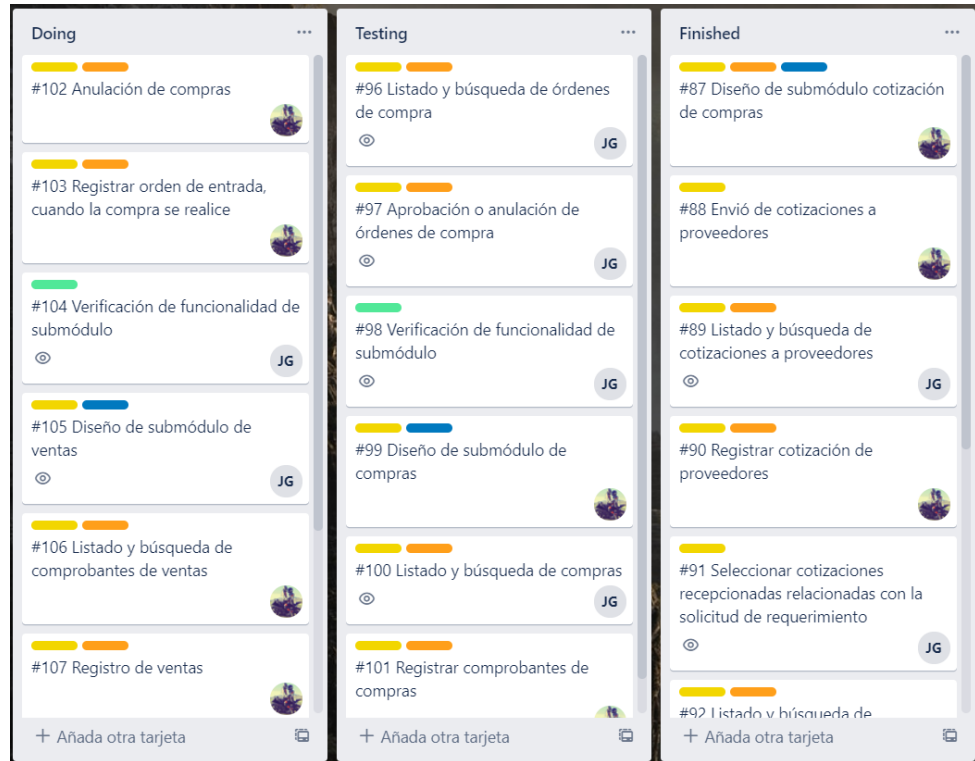 Doing
#102 Anulación de compras
#103 Registrar orden de entrada,
cuando la compra se realice
#104 Verificación de funcionalidad de
submódulo
JG
#105 Diseño de submódulo de
ventas
JG
#106 Listado y búsqueda de
comprobantes de ventas
#107 Registro de ventas
+ Añada otra tarjeta
Testing
#96 Listado y búsqueda de órdenes
de compra
JG
#97 Aprobación o anulación de
órdenes de compra
JG
#98 Verificación de funcionalidad de
submódulo
JG
#99 Diseño de submódulo de
compras
#100 Listado y búsqueda de compras
JG
#101 Registrar comprobantes de
compras
+ Añada otra tarjeta
Finished
#87 Diseño de submódulo cotización
de compras
#88 Envió de cotizaciones a
proveedores
#89 Listado y búsqueda de
cotizaciones a proveedores
JG
#90 Registrar cotización de
proveedores
#91 Seleccionar cotizaciones
recepcionadas relacionadas con la
solicitud de requerimiento
JG
#92 Listado y búsqueda de
+ Añada otra tarjeta